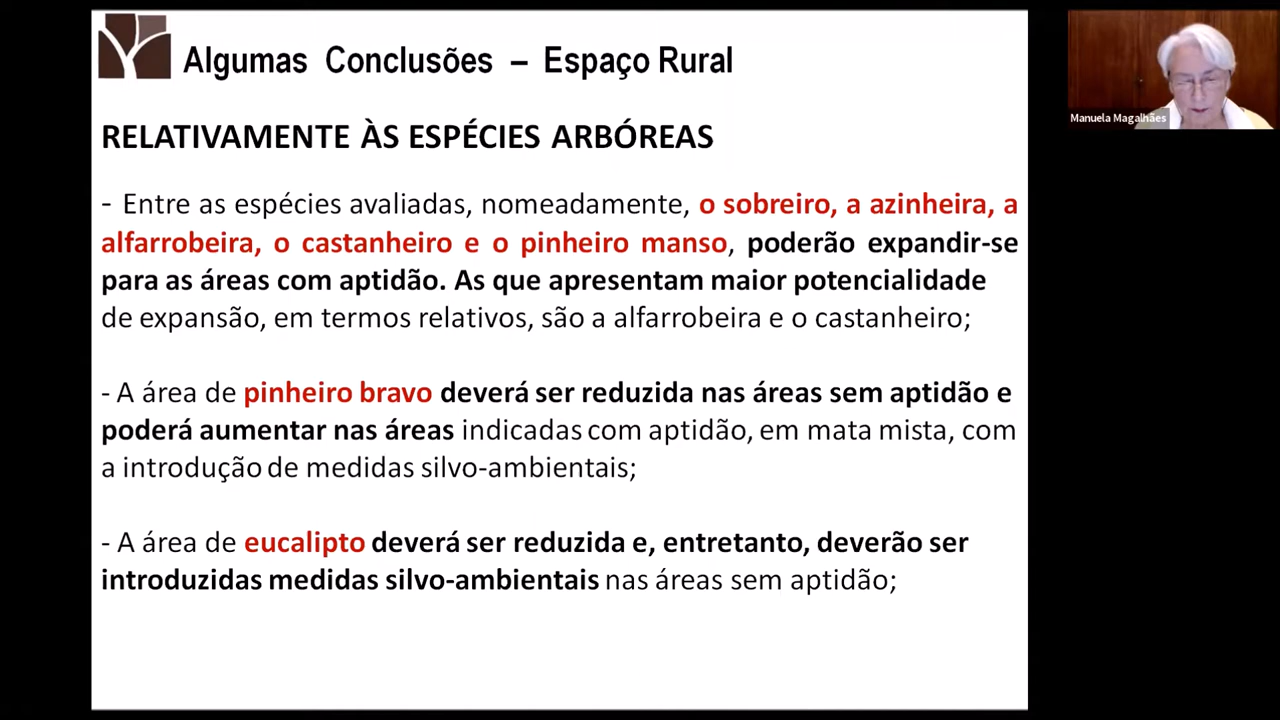 Algumas Conclusões – Espaço Rural
Manuela Magalhães
RELATIVAMENTE ÀS ESPÉCIES ARBÓREAS
- Entre as espécies avaliadas, nomeadamente, o sobreiro, a azinheira, a
alfarrobeira, o castanheiro e o pinheiro manso, poderão expandir-se
para as áreas com aptidão. As que apresentam maior potencialidade
de expansão, em termos relativos, são a alfarrobeira e o castanheiro;
- A área de pinheiro bravo deverá ser reduzida nas áreas sem aptidão e
poderá aumentar nas áreas indicadas com aptidão, em mata mista, com
a introdução de medidas silvo-ambientais;
- A área de eucalipto deverá ser reduzida e, entretanto, deverão ser
introduzidas medidas silvo-ambientais nas áreas sem aptidão;